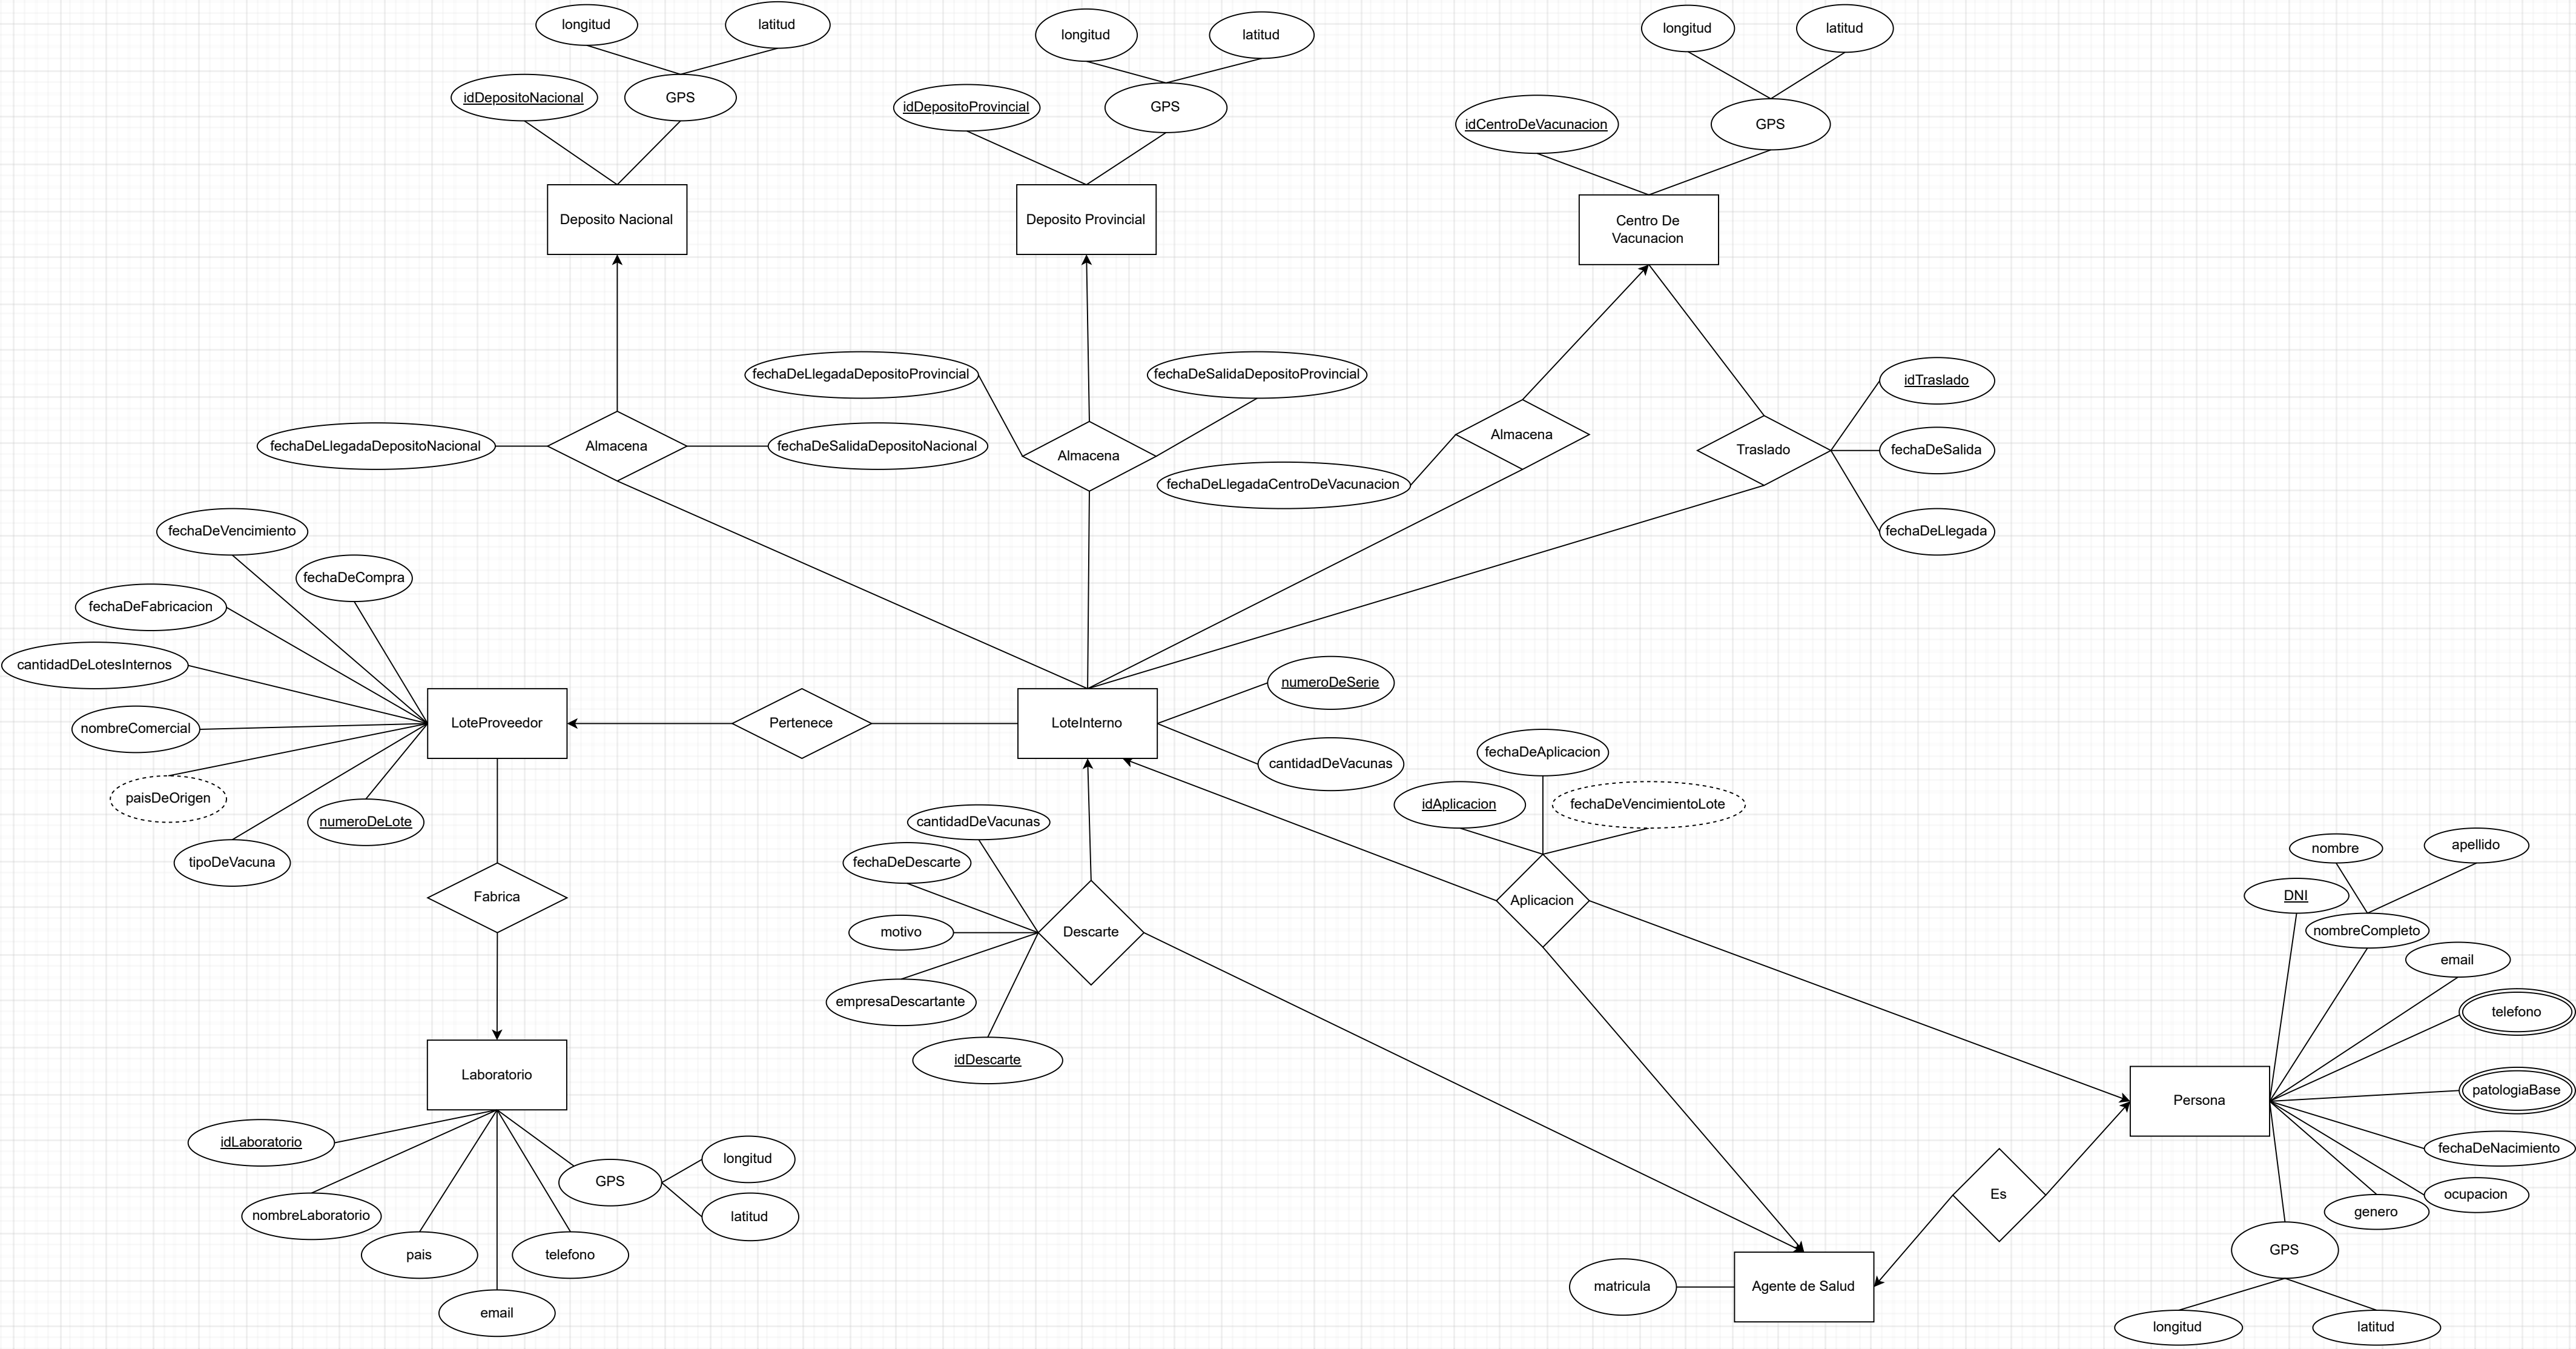 longitud
latitud
longitud
latitud
longitud
latitud
idDepositoNacional
GPS
idDepositoProvincial
GPS
idCentroDeVacunacion
GPS
Deposito Nacional
Deposito Provincial
Centro De
Vacunacion
fechaDeLlegadaDepositoProvincial
fechaDeSalidaDepositoProvincial
idTraslado
fechaDeLlegadaDepositoNacional
Almacena
fechaDeSalidaDepositoNacional
Almacena
Almacena
Traslado
fechaDeSalida
fechaDeLlegadaCentroDeVacunacion
fechaDeLlegada
fechaDeVencimiento
fechaDeCompra
fechaDeFabricacion
cantidadDeLotesInternos
nombreComercial
paisDeOrigen
tipoDeVacuna
numeroDeLote
LoteProveedor
Pertenece
LoteInterno
numeroDeSerie
cantidadDeVacunas
fechaDeAplicacion
idAplicacion
fechaDeVencimientoLote
Aplicacion
cantidadDeVacunas
fechaDeDescarte
motivo
empresaDescartante
idDescarte
Descarte
Fabrica
Laboratorio
idLaboratorio
nombreLaboratorio
pais
email
telefono
GPS
longitud
latitud
nombre
apellido
DNI
nombreCompleto
email
telefono
patologiaBase
Persona
fechaDeNacimiento
ocupacion
genero
GPS
longitud
latitud
Es
matricula
Agente de Salud